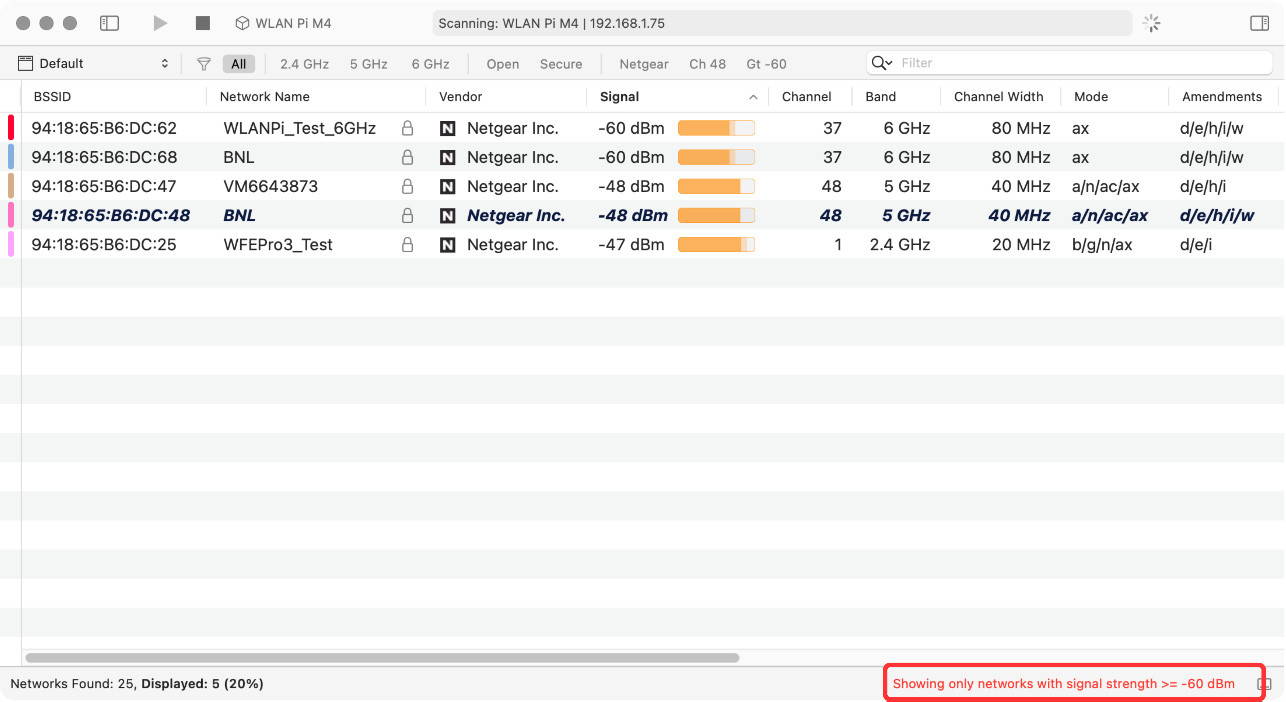 WLAN Pi M4 Scanning: WLAN Pi M4 | 192.168.1.75
Default All 2.4 GHz 5 GHz 6 GHz Open Secure Netgear Ch 48 Gt -60 Filter
BSSID Network Name Vendor Signal Channel Band Channel Width Mode Amendments
94:18:65:B6:DC:62 WLANPi_Test_6GHz N Netgear Inc. -60 dBm 37 6 GHz 80 MHz ax d/e/h/i/w
94:18:65:B6:DC:68 BNL N Netgear Inc. -60 dBm 37 6 GHz 80 MHz ax d/e/h/i/w
94:18:65:B6:DC:47 VM6643873 N Netgear Inc. -48 dBm 48 5 GHz 40 MHz a/n/ac/ax d/e/h/i
94:18:65:B6:DC:48 BNL N Netgear Inc. -48 dBm 48 5 GHz 40 MHz a/n/ac/ax d/e/h/i/w
94:18:65:B6:DC:25 WFEPro3_Test N Netgear Inc. -47 dBm 1 2.4 GHz 20 MHz b/g/n/ax d/e/i
Networks Found: 25, Displayed: 5 (20%) Showing only networks with signal strength >= -60 dBm